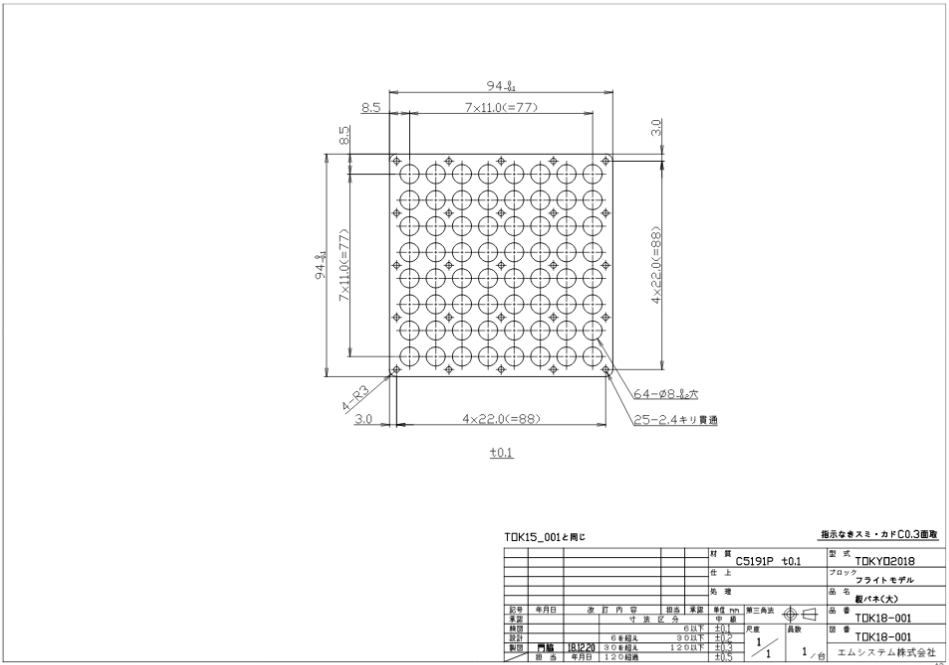 94
8.5
7×11.0(=77)
8.5
3.0
94
7×11.0(=77)
4×22.0(=88)
4-R3
3.0
4×22.0(=88)
64-Ø8 穴
25-2.4キリ貫通
±0.1
TOK15_001と同じ
指示なきスミ・カドC0.3面取
材 質 C5191P t0.1
型 式 TOKYO2018
仕 上
ブロック フライトモデル
処 理
品 名 板バネ(大)
記号 年月日 改 訂 内 容 担当 承認 単位 mm 第三角法 品 番 TOK18-001
承認 寸 法 区 分 中 級
検図 6以下 ±0.1 尺度 1/1 員数 1/台 図 番 TOK18-001
設計 6を超え 30以下 ±0.2
製図 門脇 18.12.20 30を超え 120以下 ±0.3 エムシステム株式会社
担 当 年月日 120超過 ±0.5